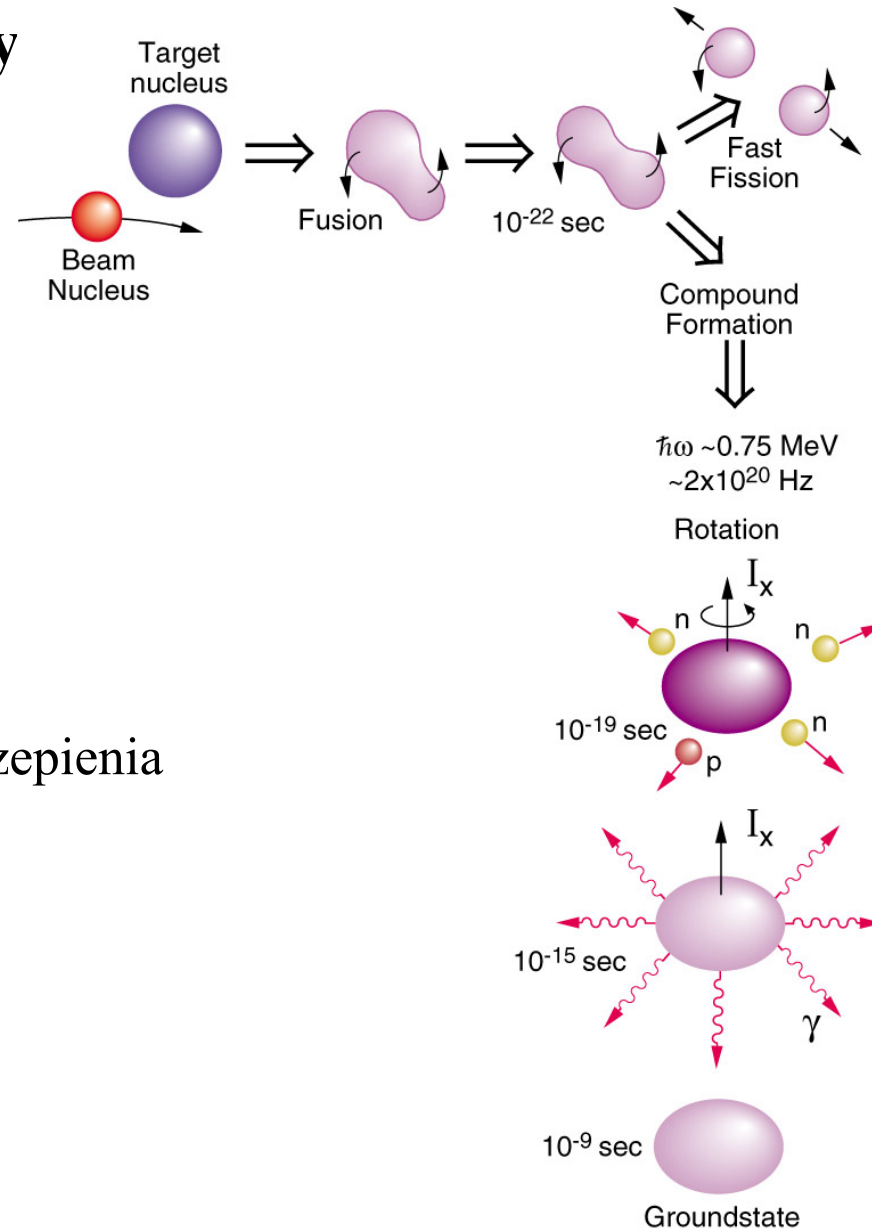 y
Target
nucleus
Beam
Nucleus
Fusion
10⁻²² sec
Fast
Fission
Compound
Formation
ħω ~0.75 MeV
~2x10²⁰ Hz
Rotation
Iₓ
n
n
n
p
10⁻¹⁹ sec
zepienia
Iₓ
10⁻¹⁵ sec
γ
10⁻⁹ sec
Groundstate